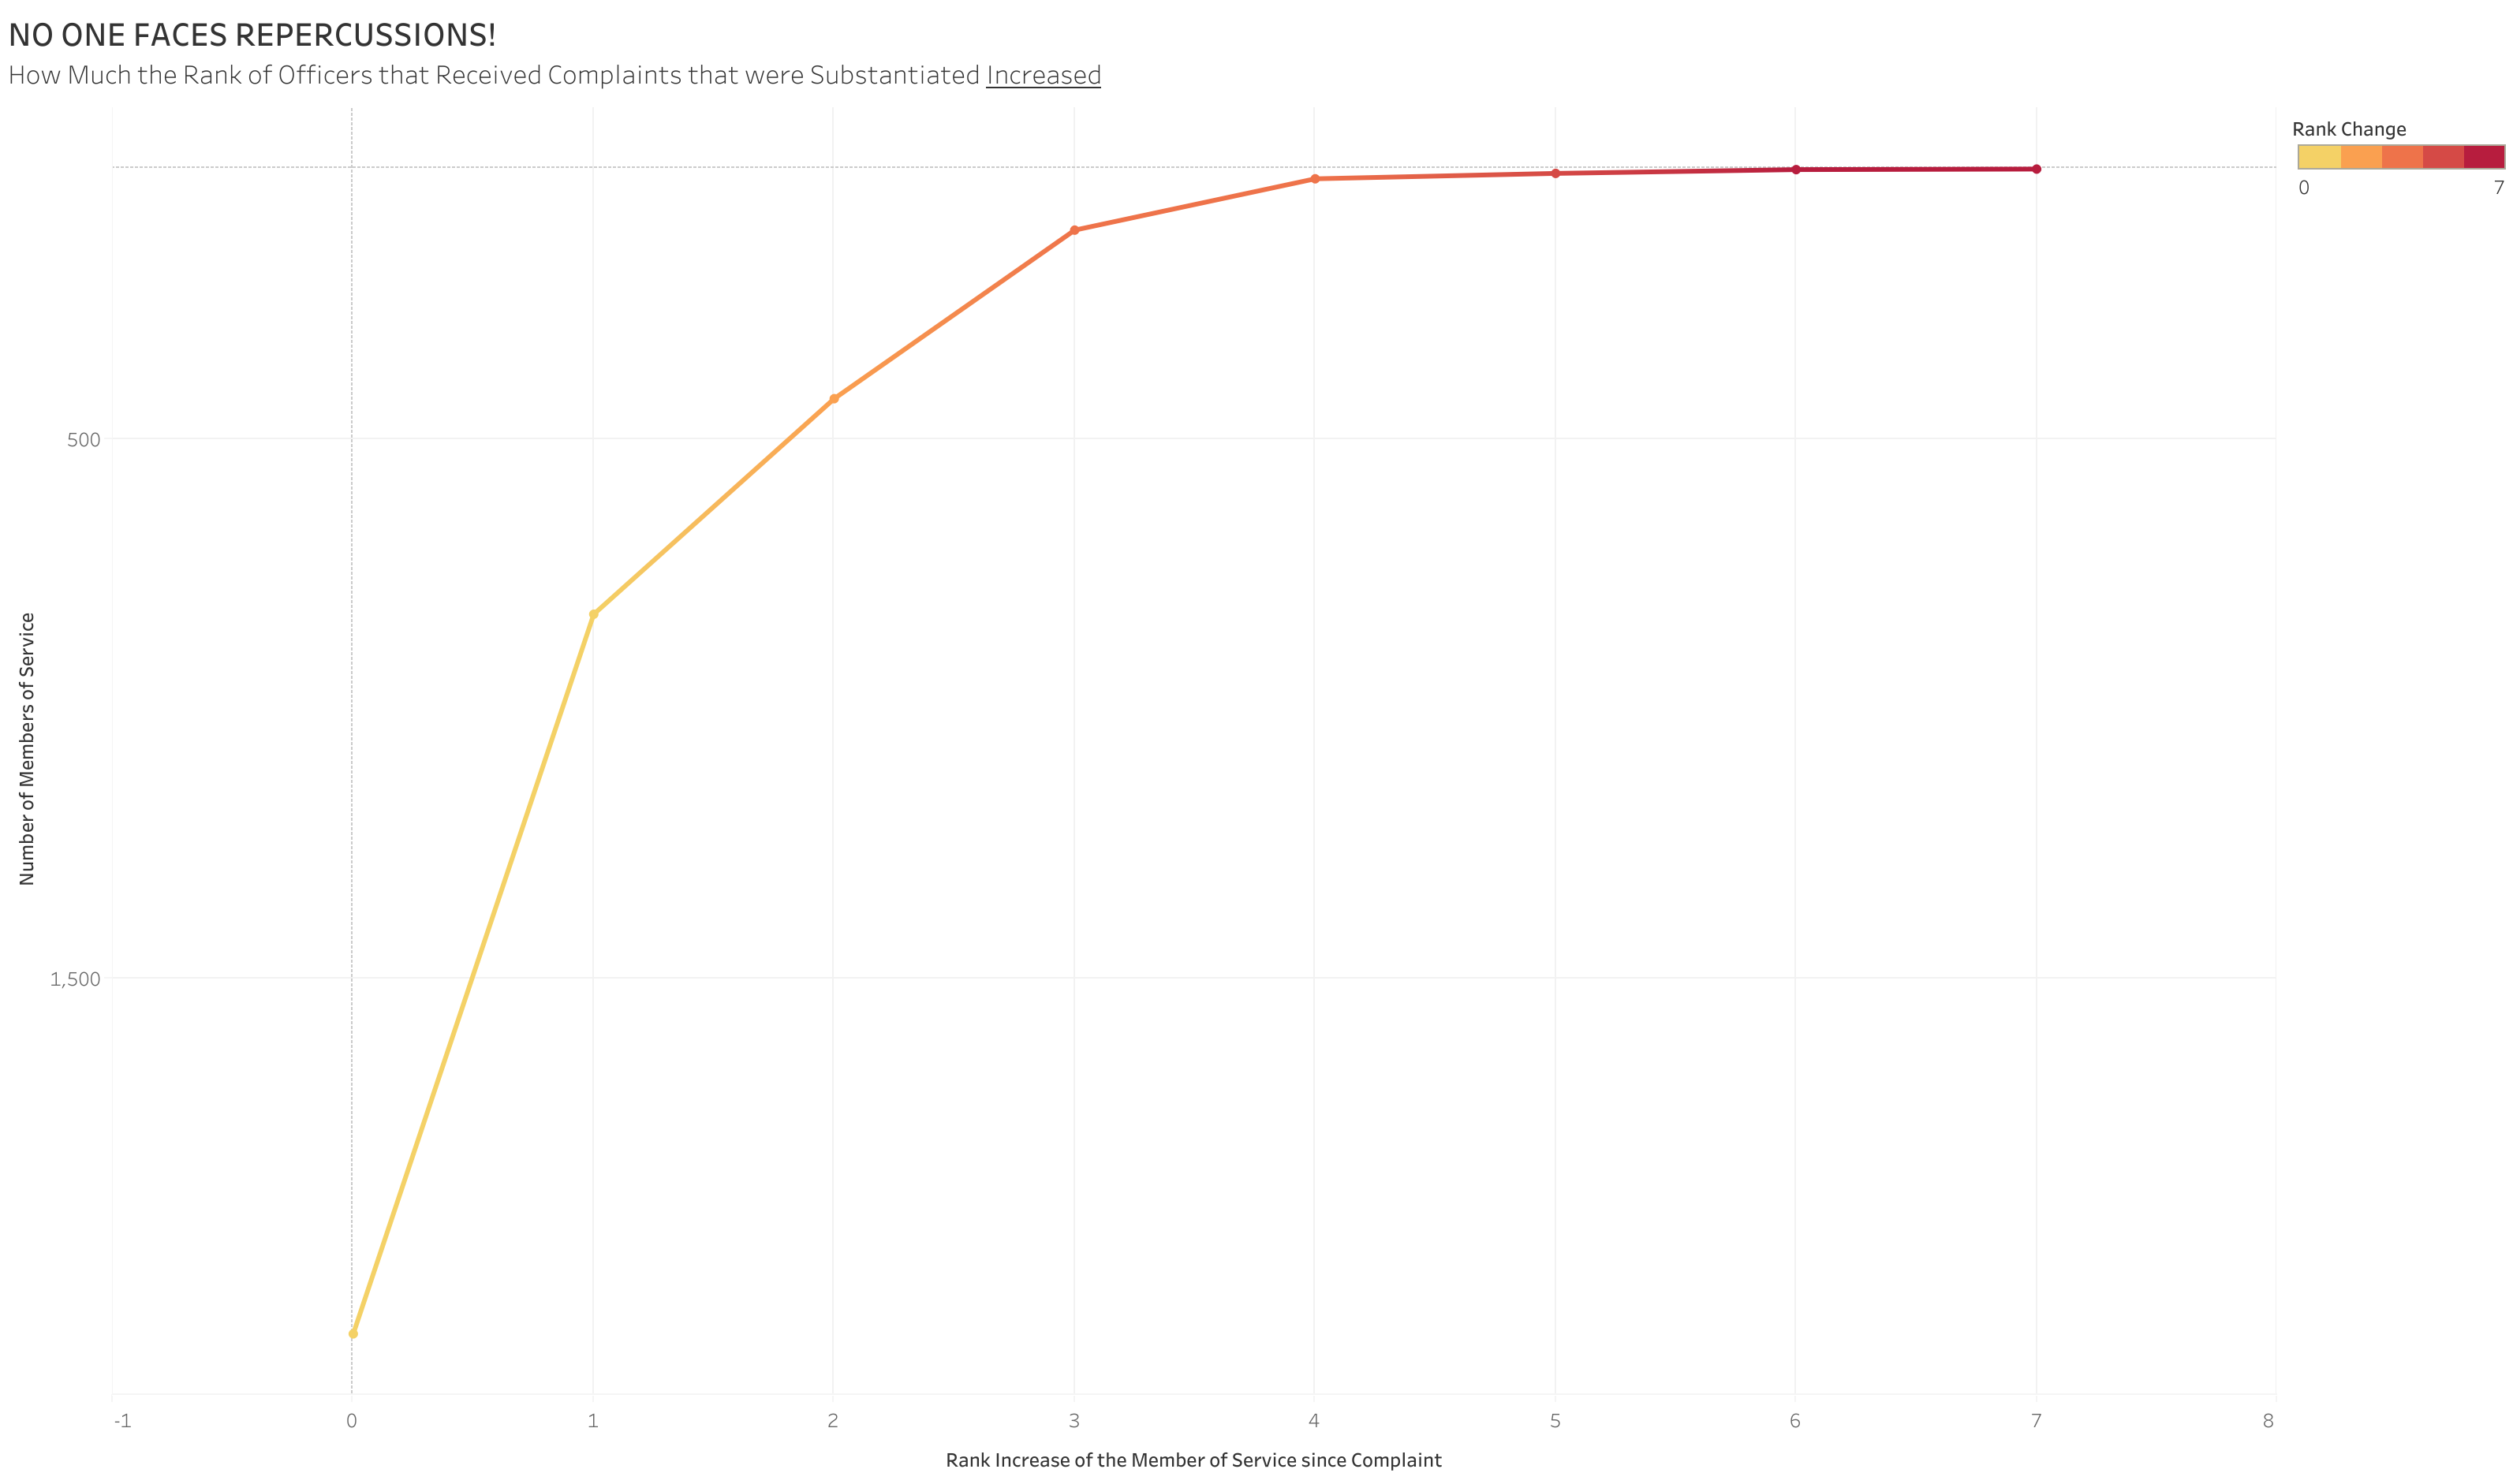 NO ONE FACES REPERCUSSIONS!
How Much the Rank of Officers that Received Complaints that were Substantiated Increased
Rank Change
0 7
500
1,500
Number of Members of Service
-1 0 1 2 3 4 5 6 7 8
Rank Increase of the Member of Service since Complaint